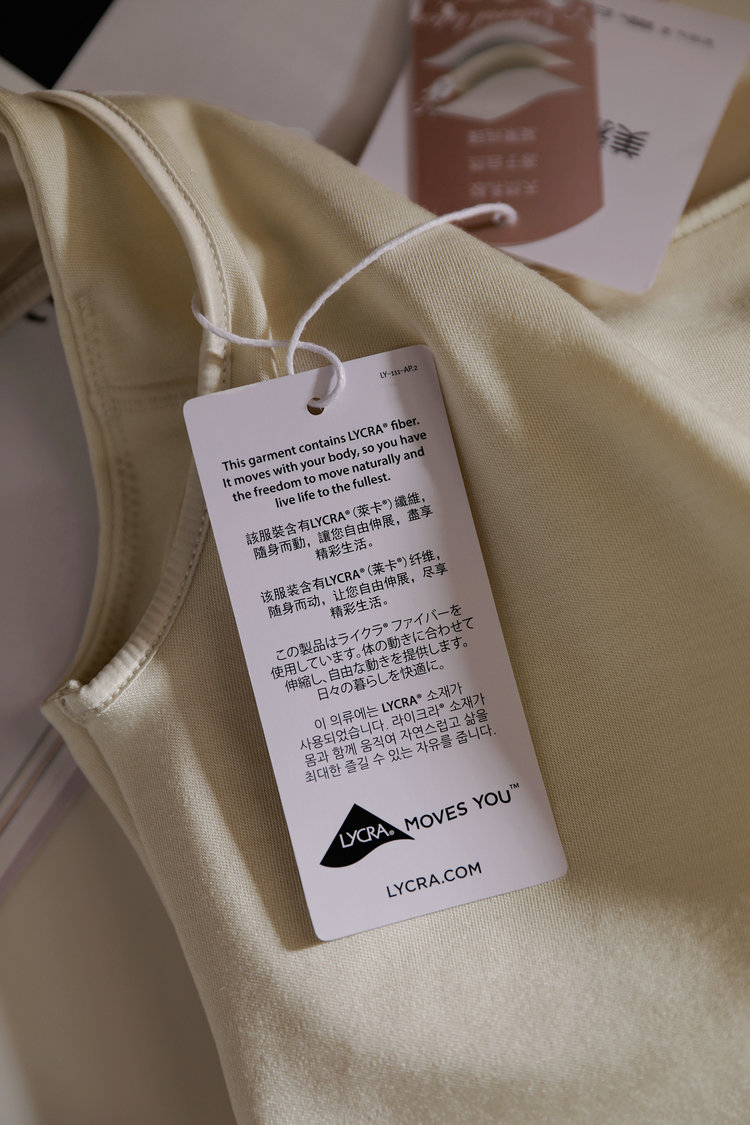 LY-111-AP.2
This garment contains LYCRA® fiber.
It moves with your body, so you have
the freedom to move naturally and
live life to the fullest.
該服裝含有LYCRA®（萊卡®）纖維，
隨身而動，讓您自由伸展，盡享
精彩生活。
该服装含有LYCRA®（莱卡®）纤维，
随身而动，让您自由伸展，尽享
精彩生活。
この製品はライクラ® ファイバーを
使用しています。体の動きに合わせて
伸縮し、自由な動きを提供します。
日々の暮らしを快適に。
이 의류에는 LYCRA® 소재가
사용되었습니다. 라이크라® 소재가
몸과 함께 움직여 자연스럽고 삶을
최대한 즐길 수 있는 자유를 줍니다.
LYCRA® MOVES YOU™
LYCRA.COM
天然乳胶
源于自然
美